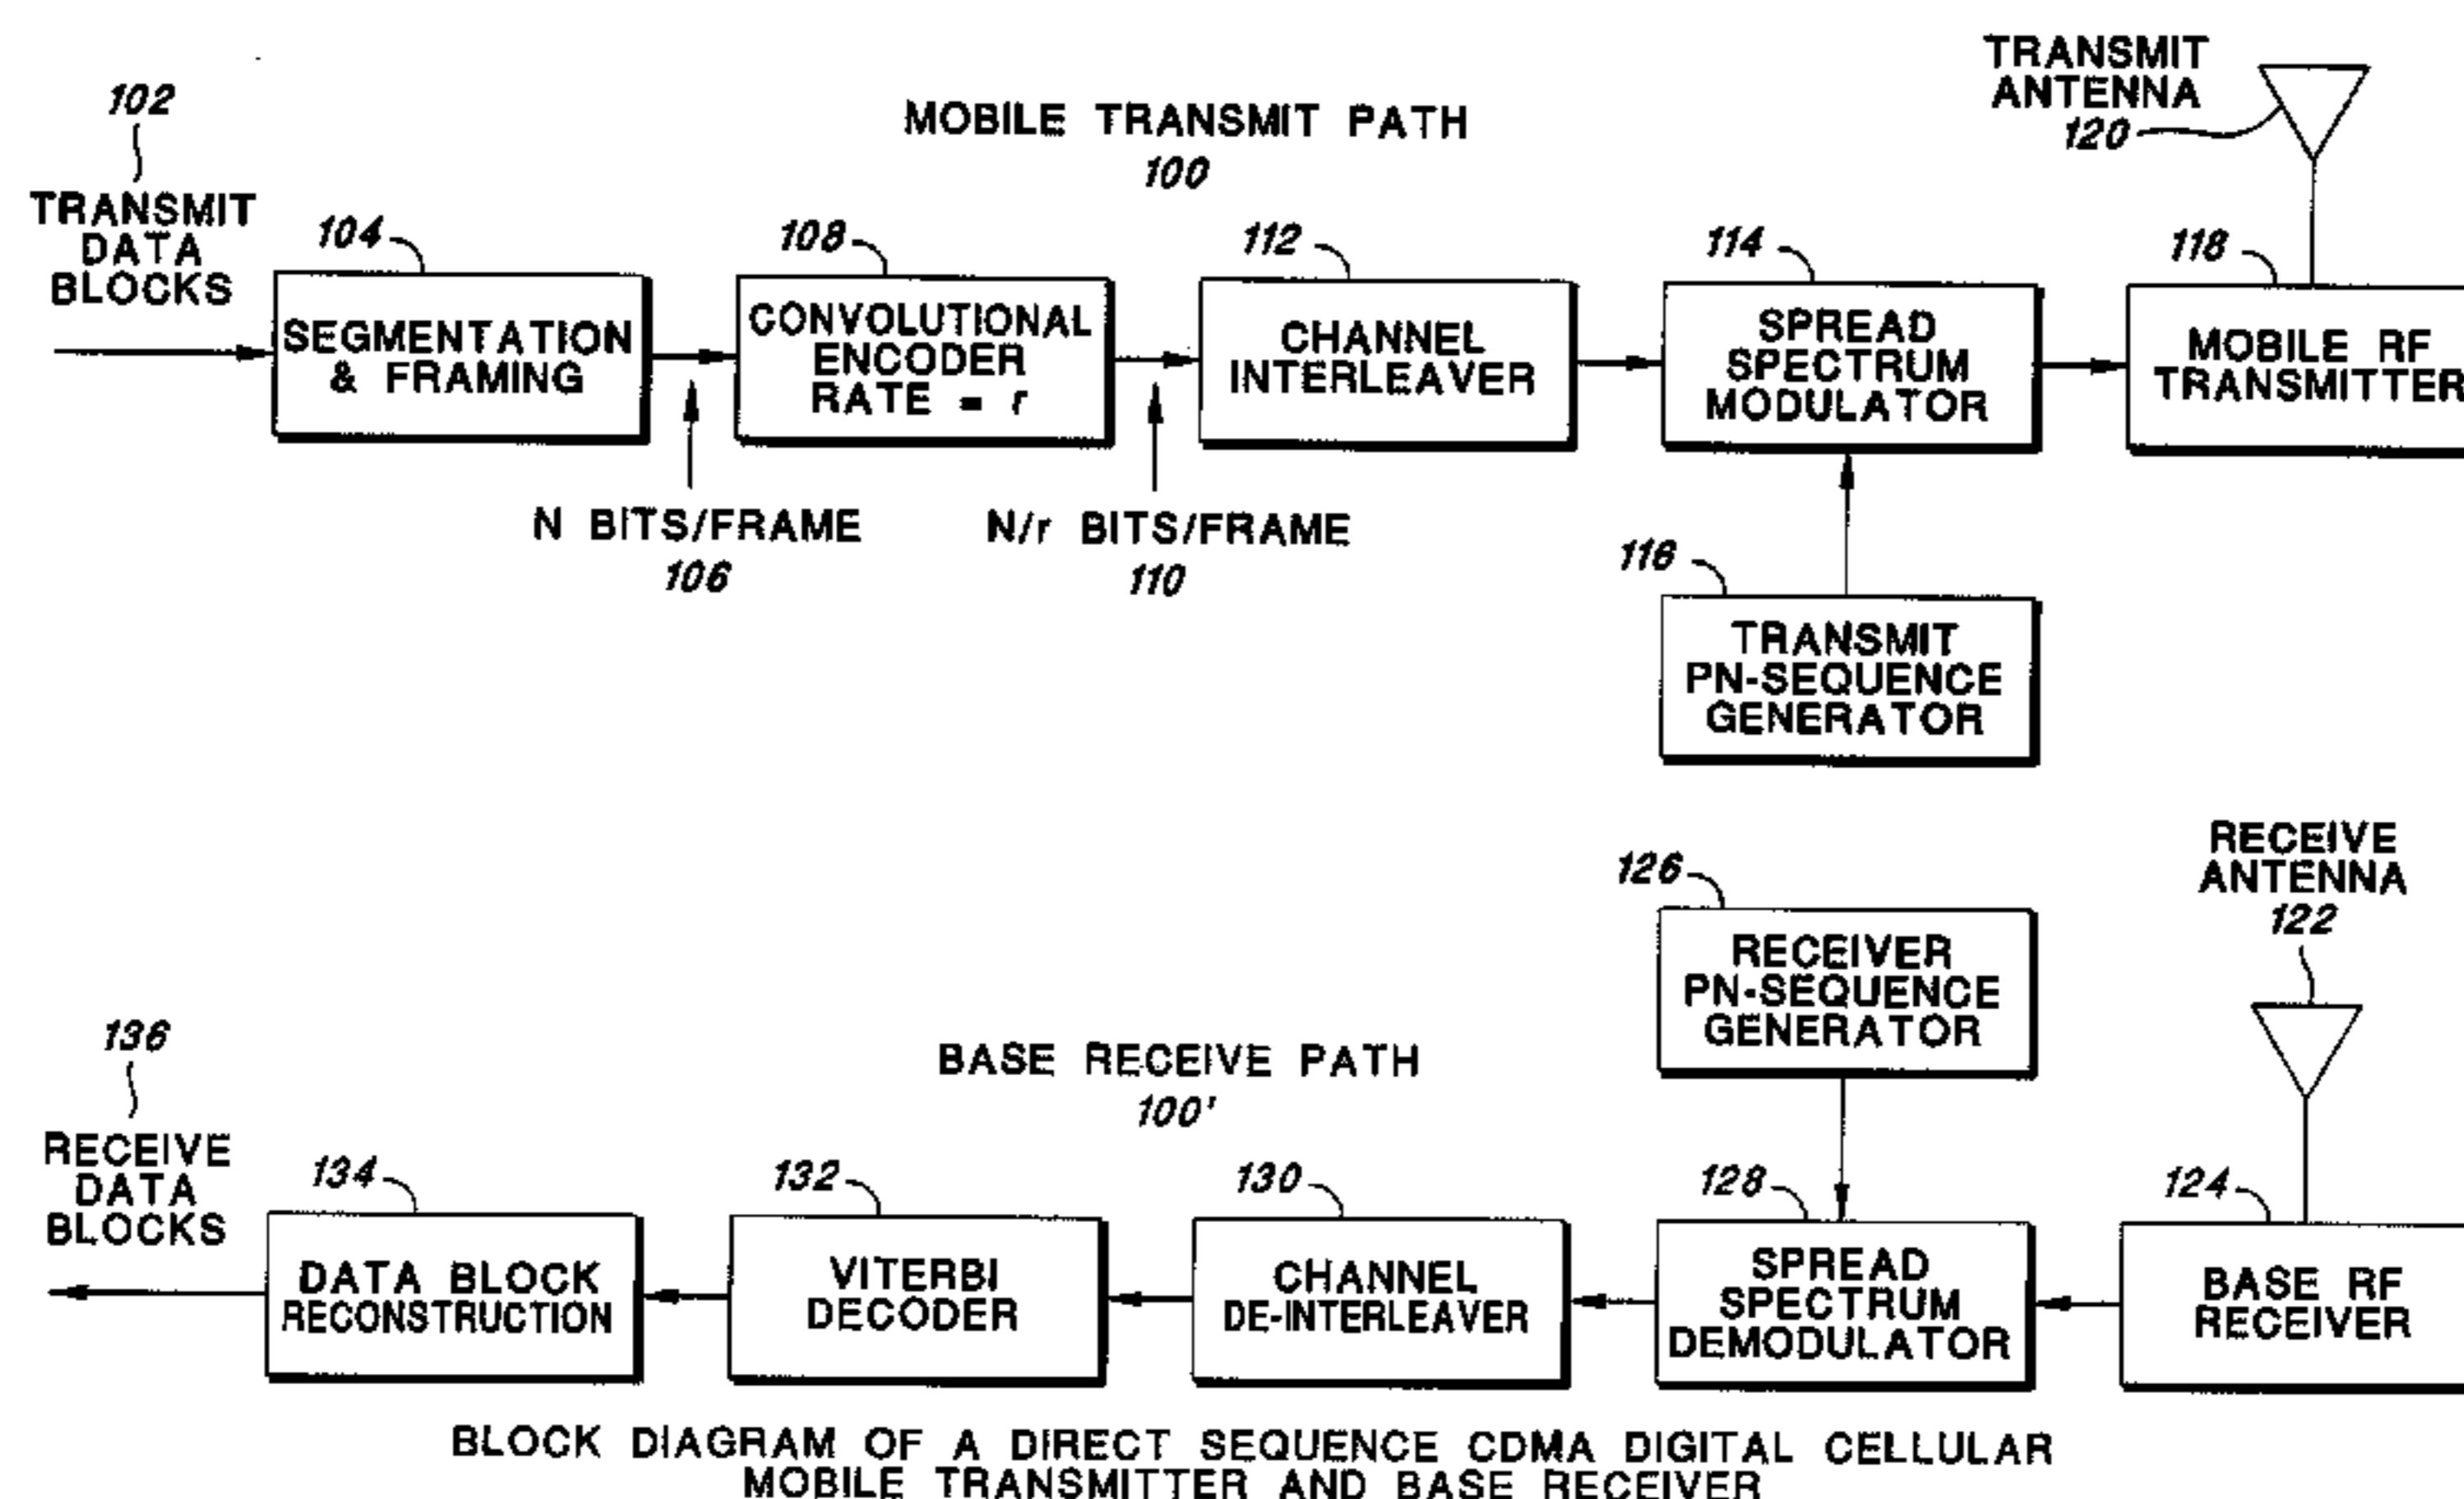 TRANSMIT
ANTENNA
120
102
MOBILE TRANSMIT PATH
100
TRANSMIT
DATA
BLOCKS
104
SEGMENTATION
& FRAMING
108
CONVOLUTIONAL
ENCODER
RATE = r
112
CHANNEL
INTERLEAVER
114
SPREAD
SPECTRUM
MODULATOR
118
MOBILE RF
TRANSMITTER
N BITS/FRAME
106
N/r BITS/FRAME
110
116
TRANSMIT
PN-SEQUENCE
GENERATOR
126
RECEIVER
PN-SEQUENCE
GENERATOR
RECEIVE
ANTENNA
122
136
BASE RECEIVE PATH
100'
RECEIVE
DATA
BLOCKS
134
DATA BLOCK
RECONSTRUCTION
132
VITERBI
DECODER
130
CHANNEL
DE-INTERLEAVER
128
SPREAD
SPECTRUM
DEMODULATOR
124
BASE RF
RECEIVER
BLOCK DIAGRAM OF A DIRECT SEQUENCE CDMA DIGITAL CELLULAR
MOBILE TRANSMITTER AND BASE RECEIVER